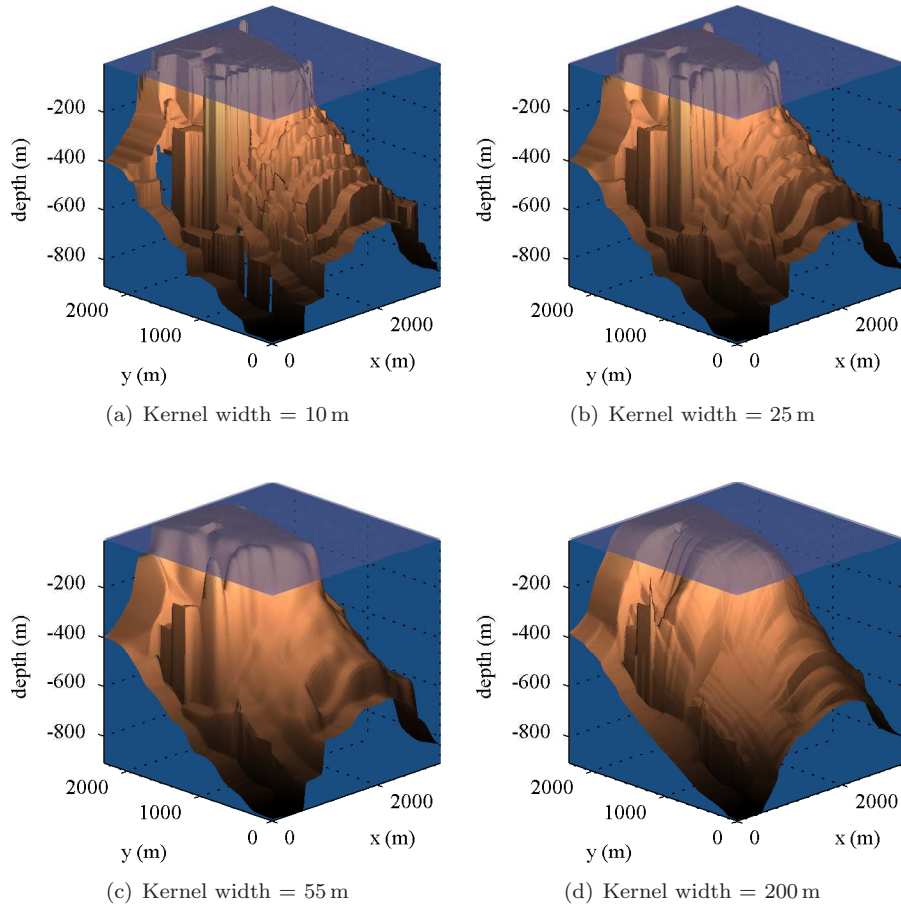 -200
-400
-600
-800
depth (m)
2000
1000
0
y (m)
0
2000
x (m)
(a) Kernel width = 10 m
-200
-400
-600
-800
depth (m)
2000
1000
0
y (m)
0
2000
x (m)
(b) Kernel width = 25 m
-200
-400
-600
-800
depth (m)
2000
1000
0
y (m)
0
2000
x (m)
(c) Kernel width = 55 m
-200
-400
-600
-800
depth (m)
2000
1000
0
y (m)
0
2000
x (m)
(d) Kernel width = 200 m